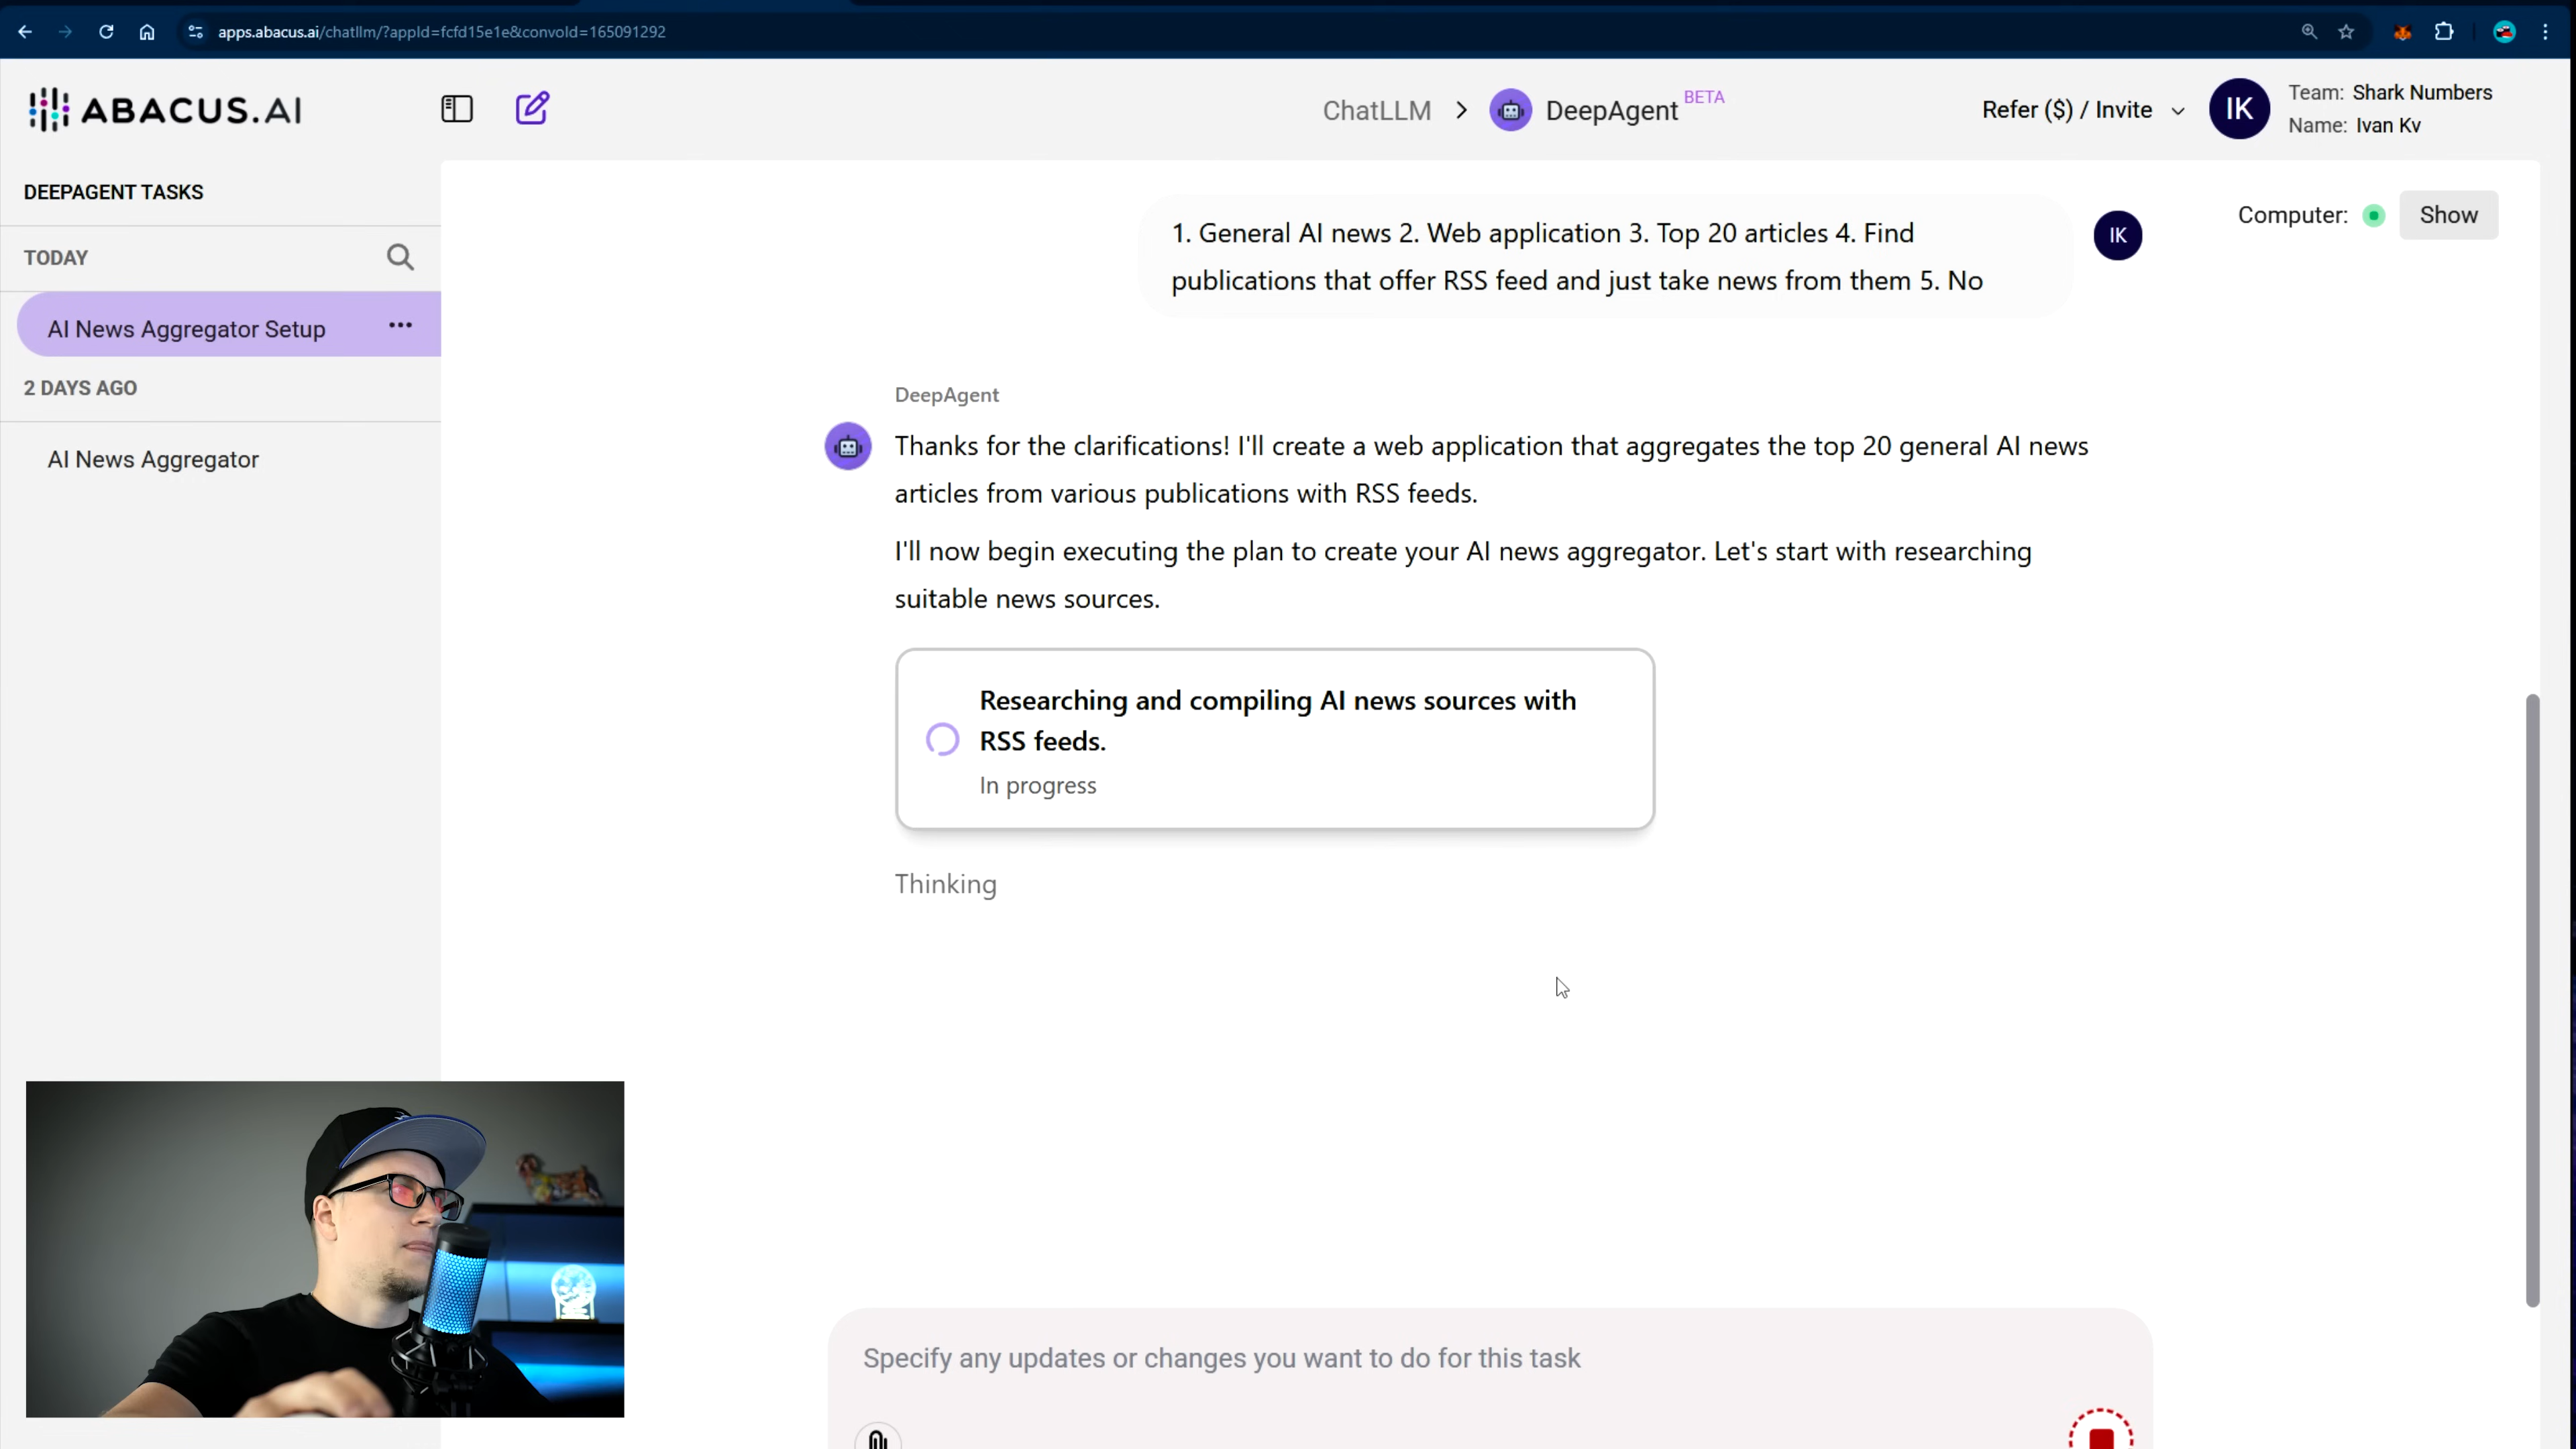 apps.abacus.ai/chatllm/?appId=fcfd15e1e&convoId=165091292
ABACUS.AI
ChatLLM
DeepAgent
BETA
Refer ($) / Invite
IK
Team: Shark Numbers
Name: Ivan Kv
DEEPAGENT TASKS
TODAY
AI News Aggregator Setup
2 DAYS AGO
AI News Aggregator
Computer:
Show
1. General AI news 2. Web application 3. Top 20 articles 4. Find
publications that offer RSS feed and just take news from them 5. No
IK
DeepAgent
Thanks for the clarifications! I'll create a web application that aggregates the top 20 general AI news
articles from various publications with RSS feeds.
I'll now begin executing the plan to create your AI news aggregator. Let's start with researching
suitable news sources.
Researching and compiling AI news sources with
RSS feeds.
In progress
Thinking
Specify any updates or changes you want to do for this task